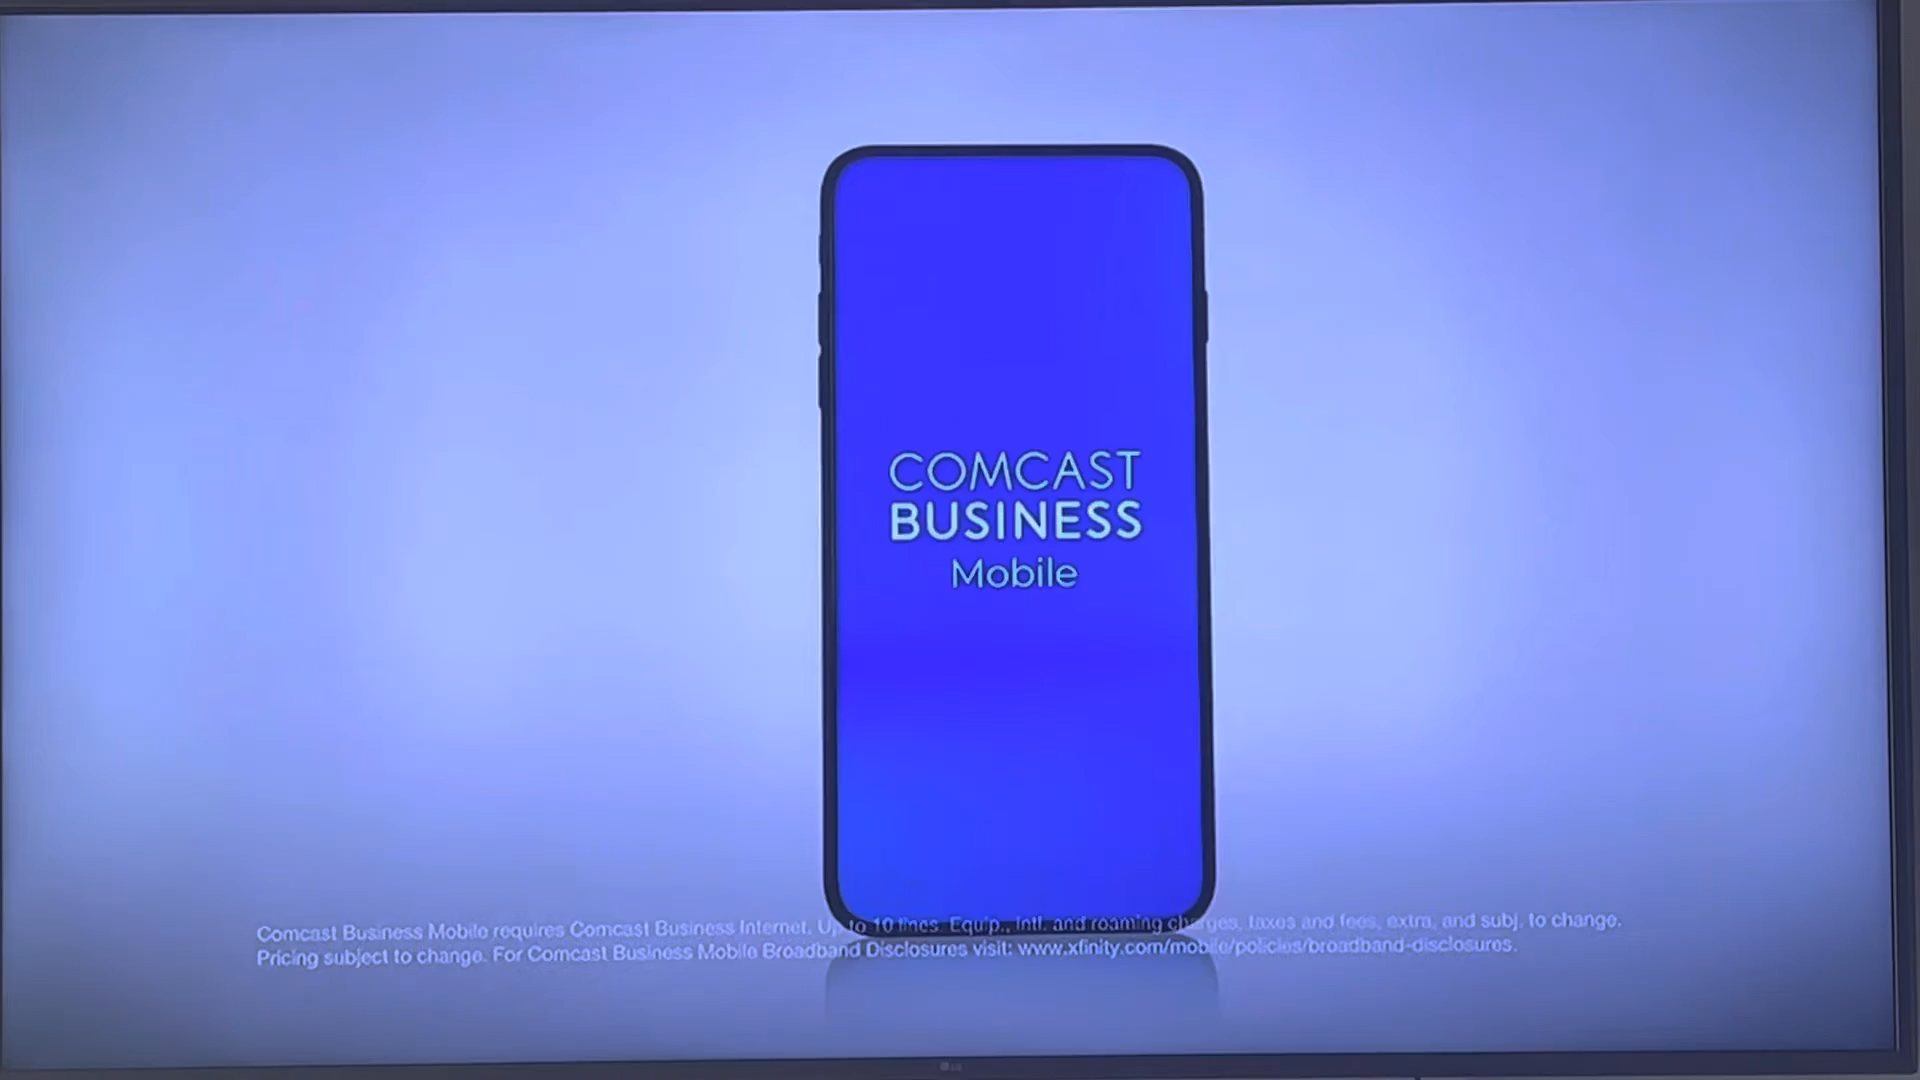 COMCAST
BUSINESS
Mobile
Comcast Business Mobile requires Comcast Business Internet. Up to 10 lines. Equip., intl. and roaming charges, taxes and fees, extra, and subj. to change.
Pricing subject to change. For Comcast Business Mobile Broadband Disclosures visit: www.xfinity.com/mobile/policies/broadband-disclosures.
LG